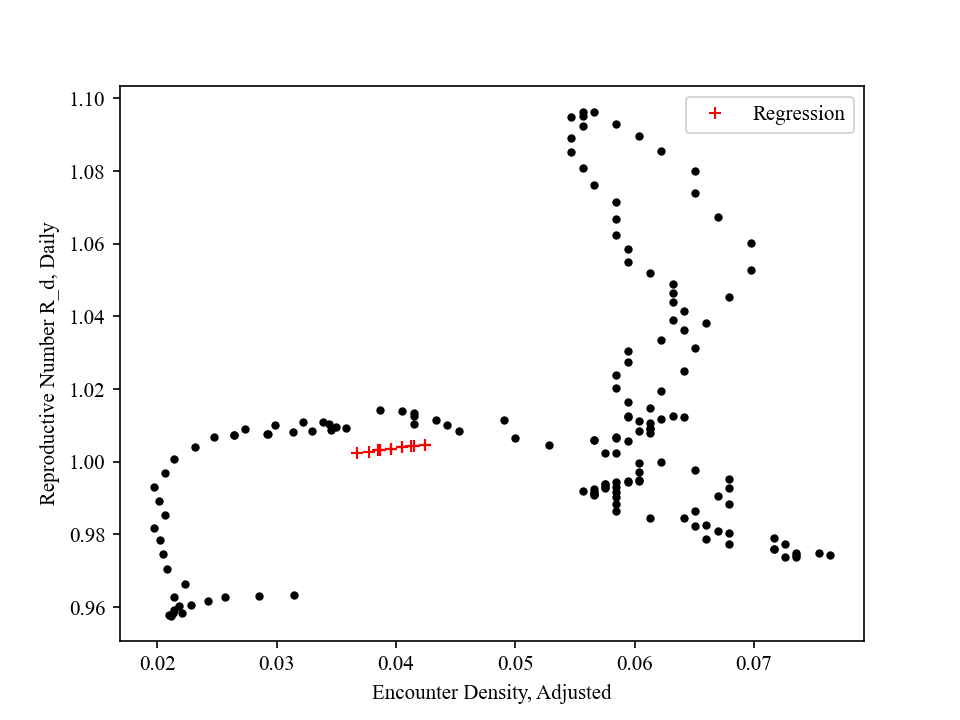 1.10
1.08
1.06
1.04
1.02
1.00
0.98
0.96
Reproductive Number R_d, Daily
Regression
0.02 0.03 0.04 0.05 0.06 0.07
Encounter Density, Adjusted